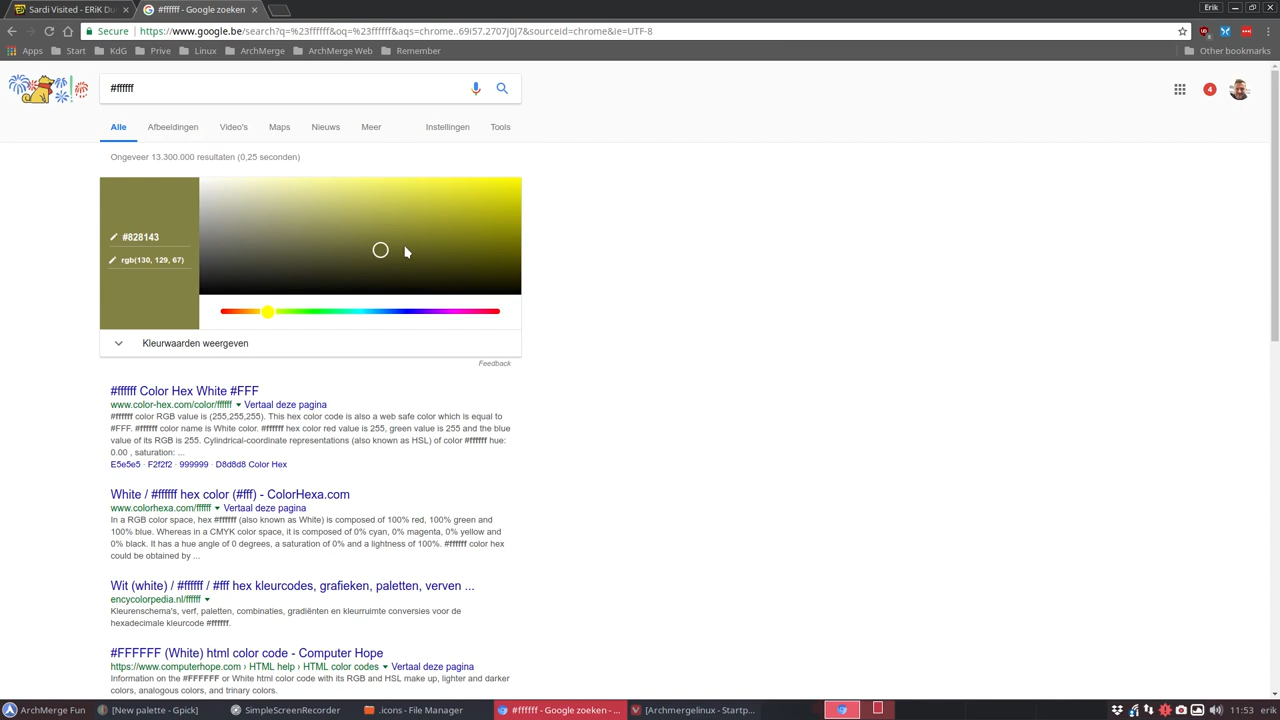 Sardi Visited - ERiK Du
#ffffff - Google zoeken
Erik
Secure
https://www.google.be/search?q=%23ffffff&oq=%23ffffff&aqs=chrome..69i57.2707j0j7&sourceid=chrome&ie=UTF-8
Apps
Start
KdG
Prive
Linux
ArchMerge
ArchMerge Web
Remember
Other bookmarks
#ffffff
4
Alle
Afbeeldingen
Video's
Maps
Nieuws
Meer
Instellingen
Tools
Ongeveer 13.300.000 resultaten (0,25 seconden)
#828143
rgb(130, 129, 67)
Kleurwaarden weergeven
Feedback
#ffffff Color Hex White #FFF
www.color-hex.com/color/ffffff ▾ Vertaal deze pagina
#ffffff color RGB value is (255,255,255). This hex color code is also a web safe color which is equal to
#FFF. #ffffff color name is White color. #ffffff hex color red value is 255, green value is 255 and the
blue value of its RGB is 255. Cylindrical-coordinate representations (also known as HSL) of color #ffffff hue:
0.00 , saturation: ...
E5e5e5 · F2f2f2 · 999999 · D8d8d8 Color Hex
White / #ffffff hex color (#fff) - ColorHexa.com
www.colorhexa.com/ffffff ▾ Vertaal deze pagina
In a RGB color space, hex #ffffff (also known as White) is composed of 100% red, 100% green and
100% blue. Whereas in a CMYK color space, it is composed of 0% cyan, 0% magenta, 0% yellow and
0% black. It has a hue angle of 0 degrees, a saturation of 0% and a lightness of 100%. #ffffff color hex
could be obtained by ...
Wit (white) / #ffffff / #fff hex kleurcodes, grafieken, paletten, verven ...
encycolorpedia.nl/ffffff ▾
Kleurenschema's, verf, paletten, combinaties, gradiënten en kleurruimte conversies voor de
hexadecimale kleurcode #ffffff.
#FFFFFF (White) html color code - Computer Hope
https://www.computerhope.com › HTML help › HTML color codes ▾ Vertaal deze pagina
Information on the #FFFFFF or White html color code with its RGB and HSL make up, lighter and darker
colors, analogous colors, and trinary colors.
ArchMerge Fun
[New palette - Gpick]
SimpleScreenRecorder
.icons - File Manager
#ffffff - Google zoeken - ...
[Archmergelinux - Startp...
11:53
erik